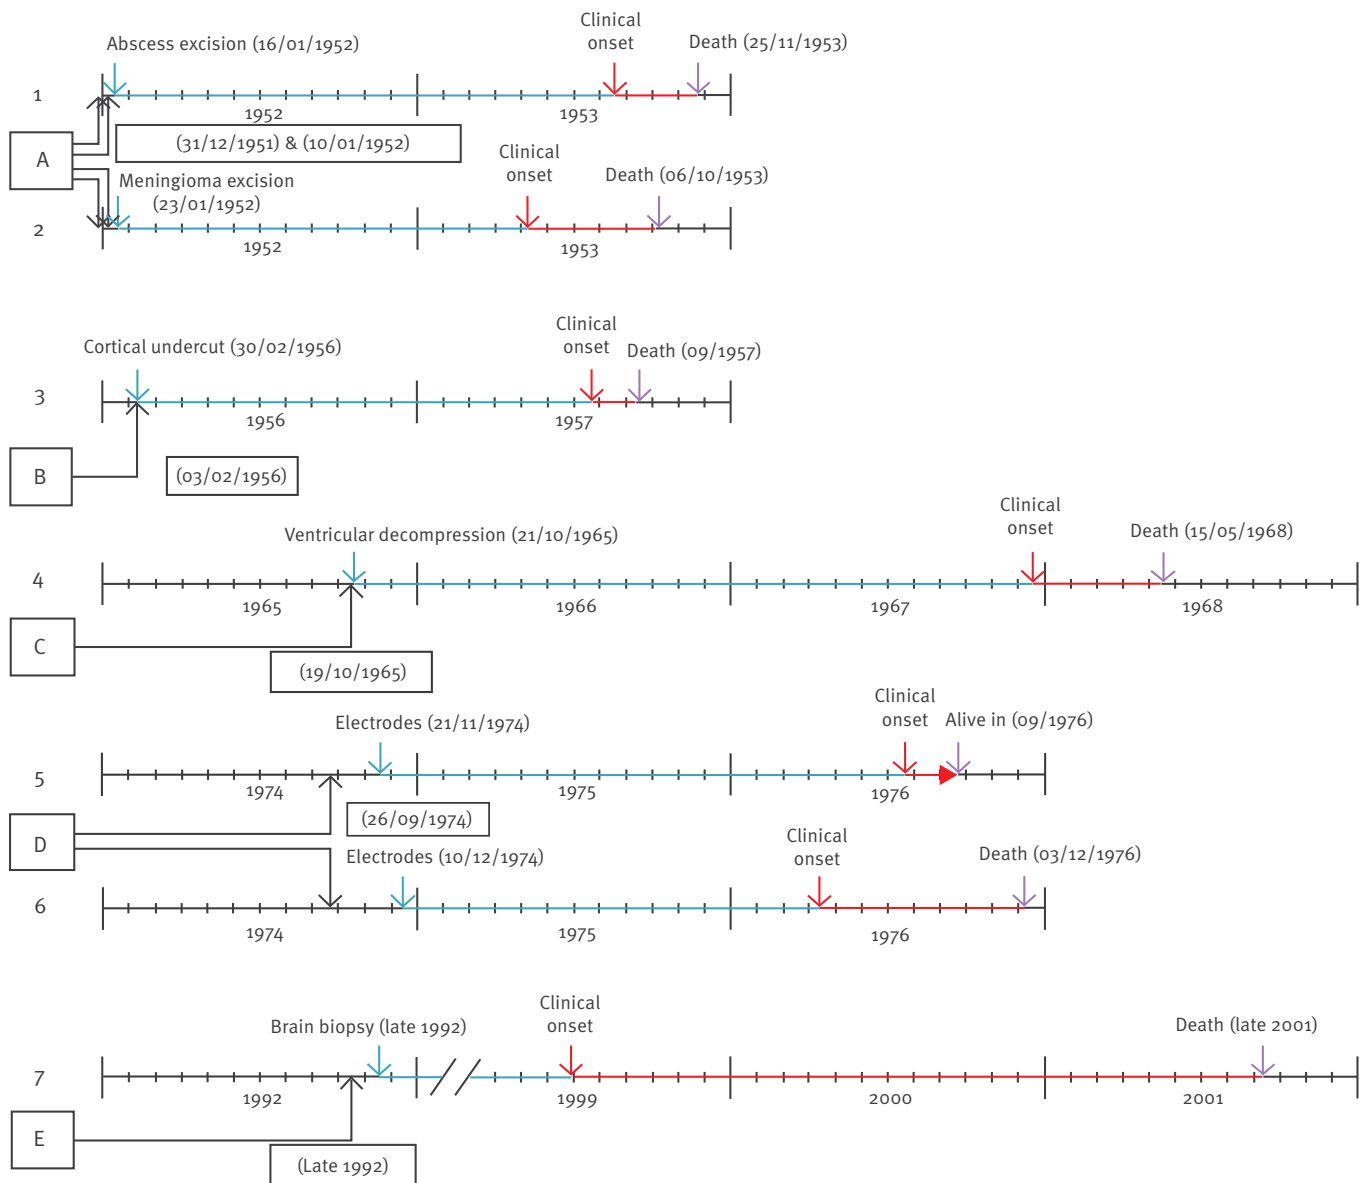 Clinical
onset
Abscess excision (16/01/1952)
Death (25/11/1953)
1
1952
1953
A
(31/12/1951) & (10/01/1952)
Clinical
onset
Meningioma excision
(23/01/1952)
Death (06/10/1953)
2
1952
1953
Clinical
onset
Cortical undercut (30/02/1956)
Death (09/1957)
3
1956
1957
B
(03/02/1956)
Clinical
onset
Ventricular decompression (21/10/1965)
Death (15/05/1968)
4
1965
1966
1967
1968
C
(19/10/1965)
Clinical
onset
Electrodes (21/11/1974)
Alive in (09/1976)
5
1974
1975
1976
D
(26/09/1974)
Clinical
onset
Electrodes (10/12/1974)
Death (03/12/1976)
6
1974
1975
1976
Clinical
onset
Brain biopsy (late 1992)
Death (late 2001)
7
1992
1999
2000
2001
E
(Late 1992)